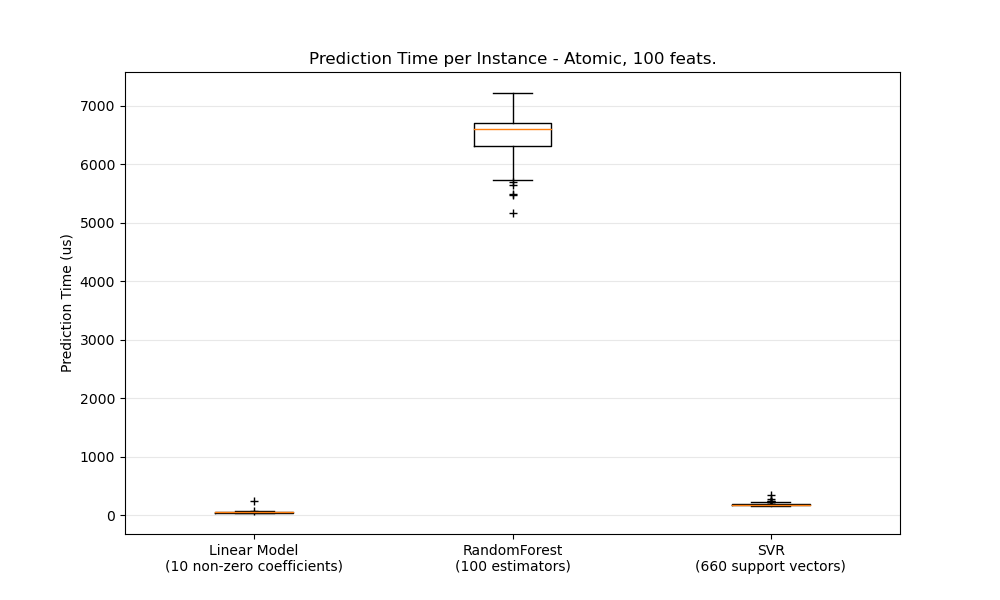 Prediction Time per Instance - Atomic, 100 feats.
Prediction Time (us)
7000
6000
5000
4000
3000
2000
1000
0
Linear Model
(10 non-zero coefficients)
RandomForest
(100 estimators)
SVR
(660 support vectors)